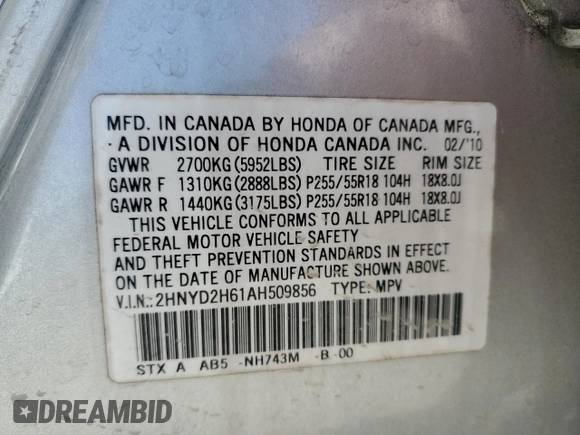 MFD. IN CANADA BY HONDA OF CANADA MFG.,
A DIVISION OF HONDA CANADA INC. 02/'10
GVWR 2700KG(5952LBS) TIRE SIZE RIM SIZE
GAWR F 1310KG(2888LBS) P255/55R18 104H 18X8.0J
GAWR R 1440KG(3175LBS) P255/55R18 104H 18X8.0J
THIS VEHICLE CONFORMS TO ALL APPLICABLE
FEDERAL MOTOR VEHICLE SAFETY
AND THEFT PREVENTION STANDARDS IN EFFECT
ON THE DATE OF MANUFACTURE SHOWN ABOVE.
V.I.N.: 2HNYD2H61AH509856 TYPE: MPV
STX A AB5 -NH743M -B -00
DREAMBID